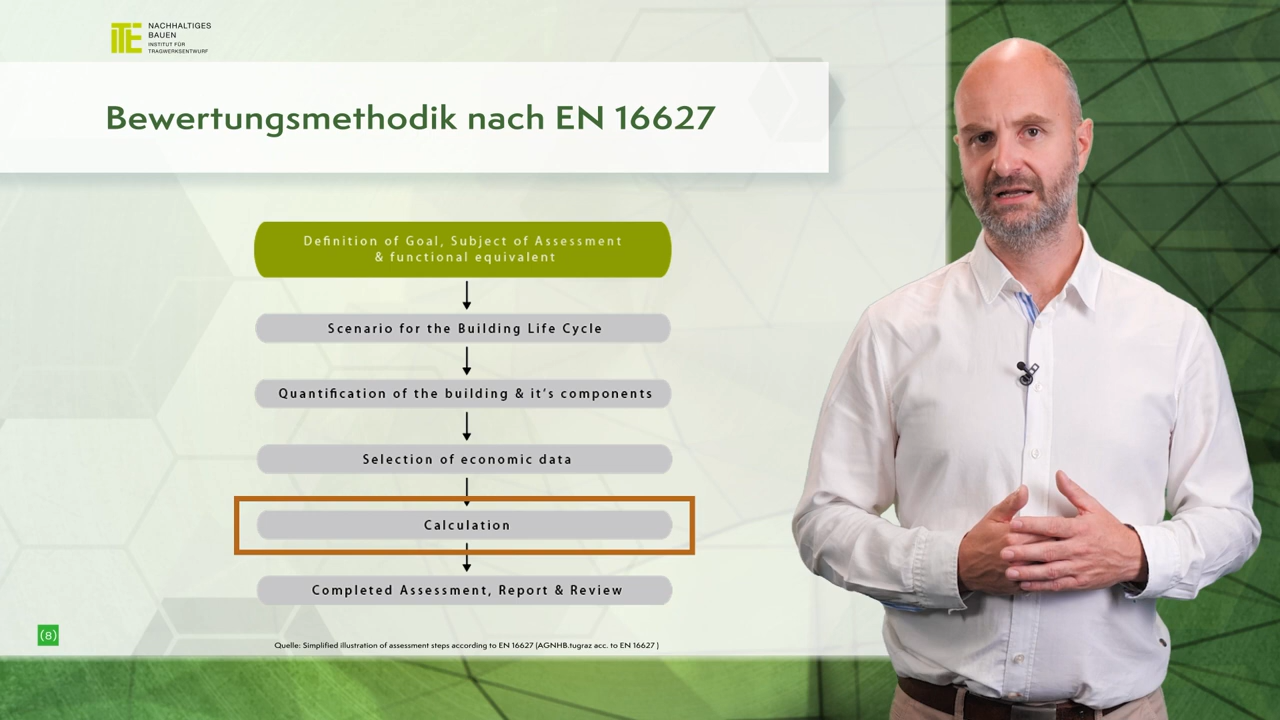 NACHHALTIGES
BAUEN
INSTITUT FÜR
TRAGWERKSENTWURF
Bewertungsmethodik nach EN 16627
Definition of Goal, Subject of Assessment
& functional equivalent
Scenario for the Building Life Cycle
Quantification of the building & it's components
Selection of economic data
Calculation
Completed Assessment, Report & Review
(8)
Quelle: Simplified illustration of assessment steps according to EN 16627 (AGNHB.tugraz acc. to EN 16627 )